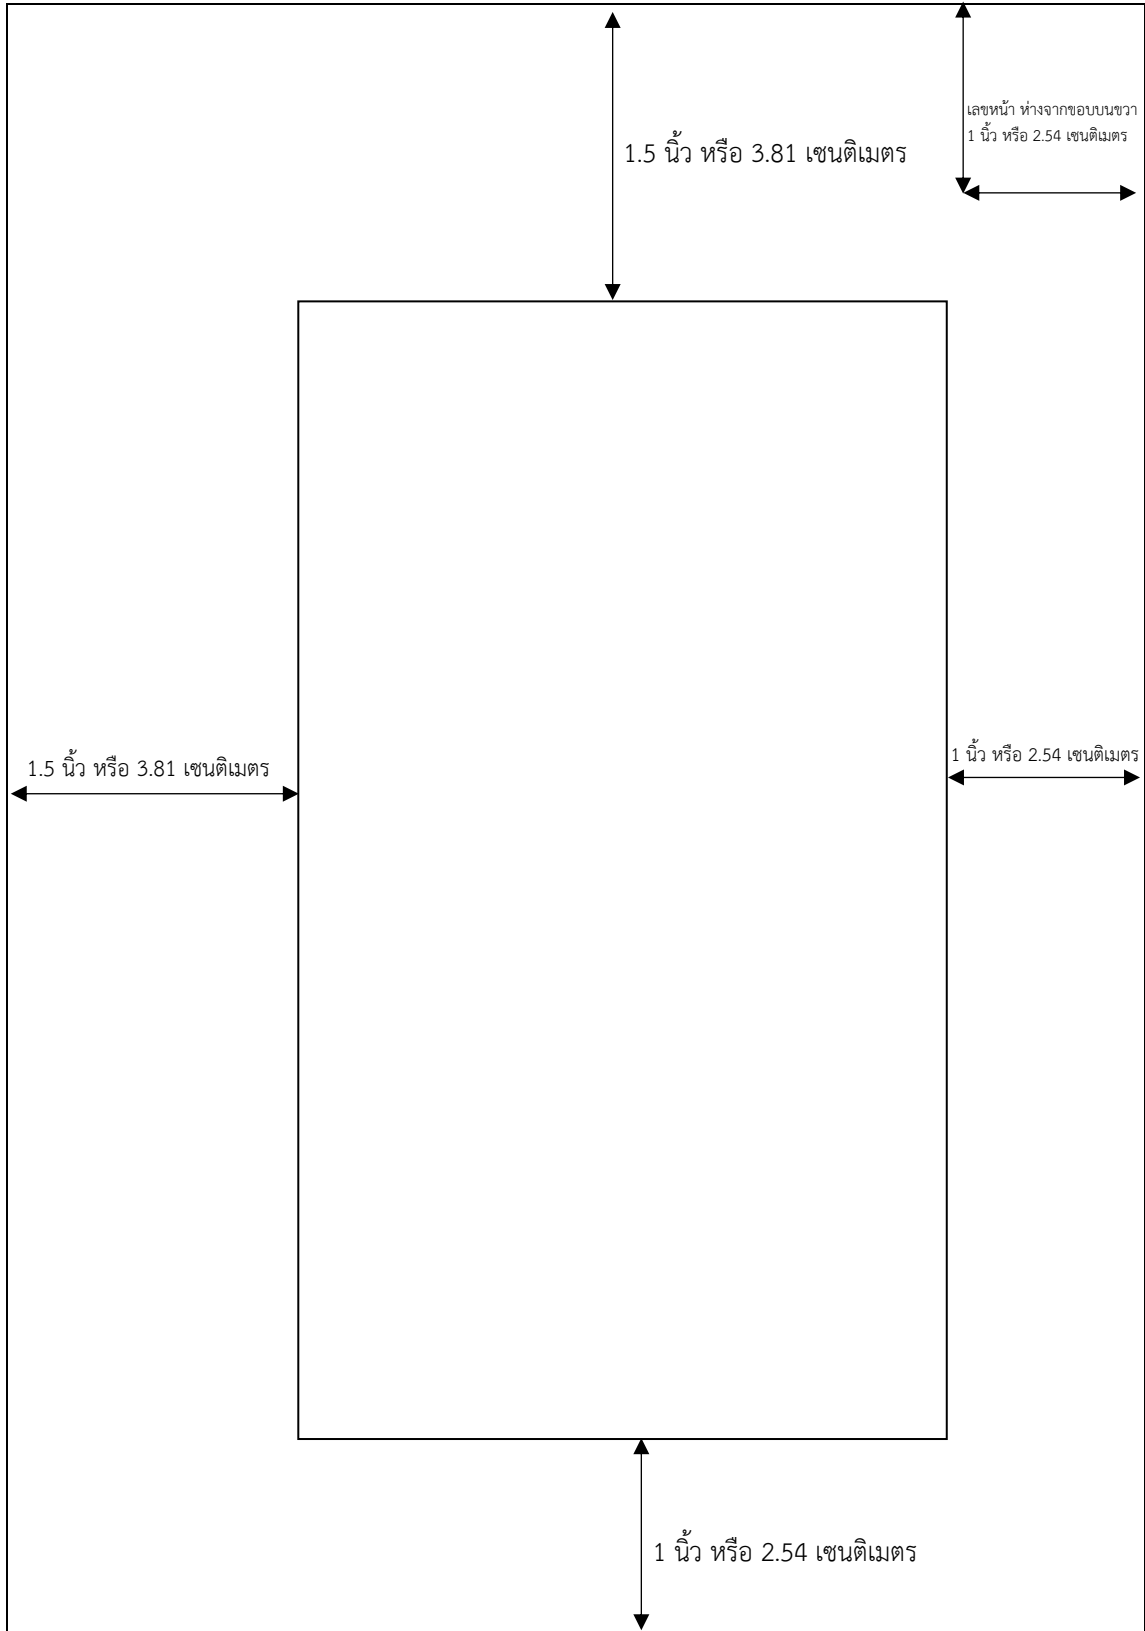 เลขหน้า ห่างจากขอบบนขวา
1 นิ้ว หรือ 2.54 เซนติเมตร
1.5 นิ้ว หรือ 3.81 เซนติเมตร
1 นิ้ว หรือ 2.54 เซนติเมตร
1.5 นิ้ว หรือ 3.81 เซนติเมตร
1 นิ้ว หรือ 2.54 เซนติเมตร